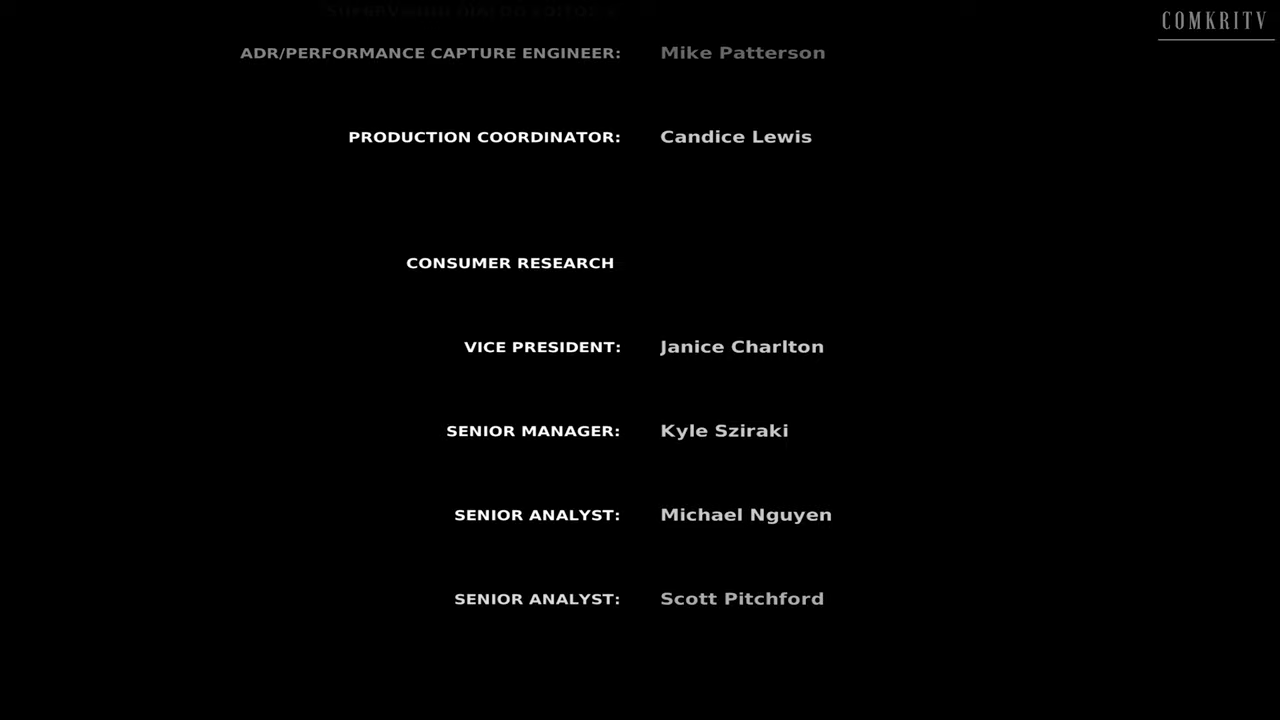 COMKRITV
ADR/PERFORMANCE CAPTURE ENGINEER: Mike Patterson
PRODUCTION COORDINATOR: Candice Lewis
CONSUMER RESEARCH
VICE PRESIDENT: Janice Charlton
SENIOR MANAGER: Kyle Sziraki
SENIOR ANALYST: Michael Nguyen
SENIOR ANALYST: Scott Pitchford